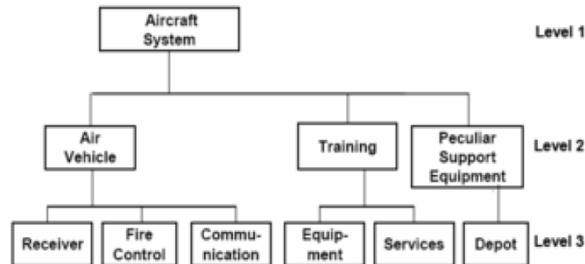 Aircraft
System
Level 1
Air
Vehicle
Training
Peculiar
Support
Equipment
Level 2
Receiver
Fire
Control
Commu-
nication
Equip-
ment
Services
Depot
Level 3